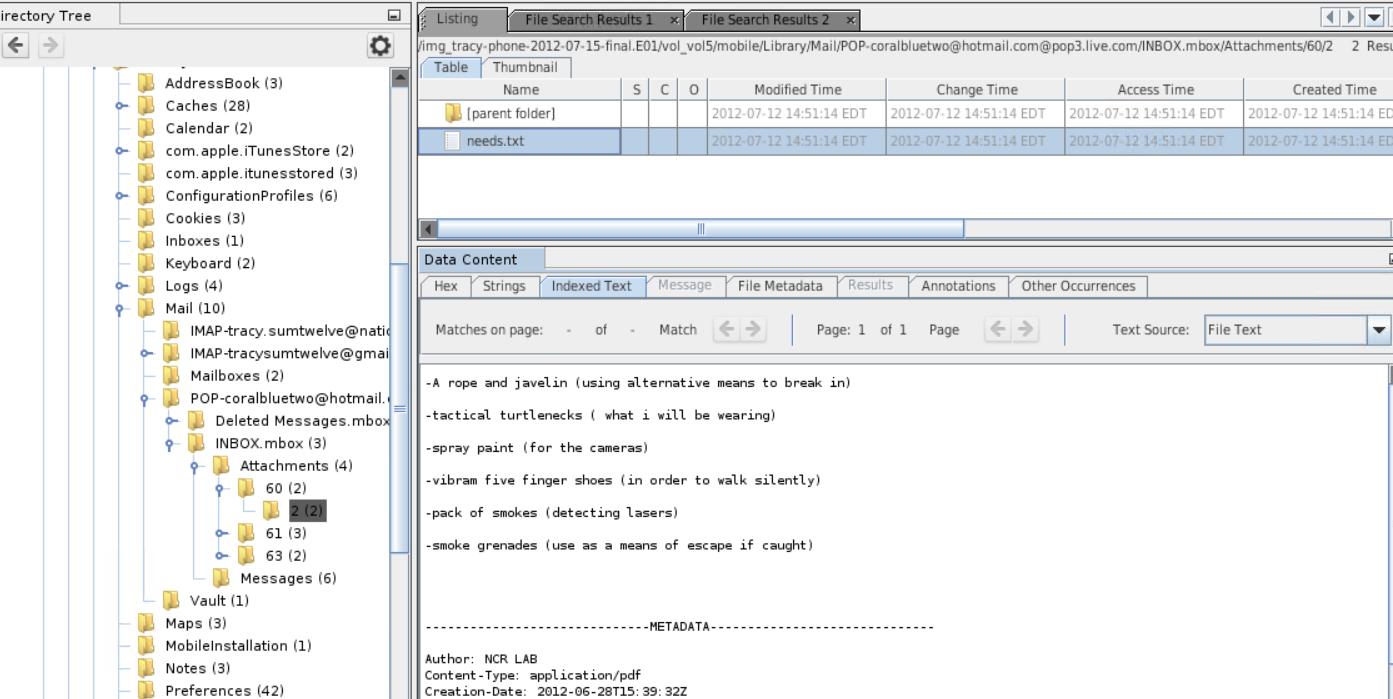 irectory Tree
AddressBook (3)
Caches (28)
Calendar (2)
com.apple.iTunesStore (2)
com.apple.itunesstored (3)
ConfigurationProfiles (6)
Cookies (3)
Inboxes (1)
Keyboard (2)
Logs (4)
Mail (10)
IMAP-tracy.sumtwelve@natio
IMAP-tracysumtwelve@gmai
Mailboxes (2)
POP-coralbluetwo@hotmail.
Deleted Messages.mbox
INBOX.mbox (3)
Attachments (4)
60 (2)
2 (2)
61 (3)
63 (2)
Messages (6)
Vault (1)
Maps (3)
MobileInstallation (1)
Notes (3)
Preferences (42)
Listing File Search Results 1 × File Search Results 2 ×
/img_tracy-phone-2012-07-15-final.E01/vol_vol5/mobile/Library/Mail/POP-coralbluetwo@hotmail.com@pop3.live.com/INBOX.mbox/Attachments/60/2 2 Resu
Table Thumbnail
Name S C O Modified Time Change Time Access Time Created Time
[parent folder] 2012-07-12 14:51:14 EDT 2012-07-12 14:51:14 EDT 2012-07-12 14:51:14 EDT 2012-07-12 14:51:14 ED
needs.txt 2012-07-12 14:51:14 EDT 2012-07-12 14:51:14 EDT 2012-07-12 14:51:14 EDT 2012-07-12 14:51:14 ED
Data Content
Hex Strings Indexed Text Message File Metadata Results Annotations Other Occurrences
Matches on page: - of - Match Page: 1 of 1 Page Text Source: File Text
-A rope and javelin (using alternative means to break in)
-tactical turtlenecks ( what i will be wearing)
-spray paint (for the cameras)
-vibram five finger shoes (in order to walk silently)
-pack of smokes (detecting lasers)
-smoke grenades (use as a means of escape if caught)
----------------------------METADATA----------------------------
Author: NCR LAB
Content-Type: application/pdf
Creation-Date: 2012-06-28T15:39:32Z